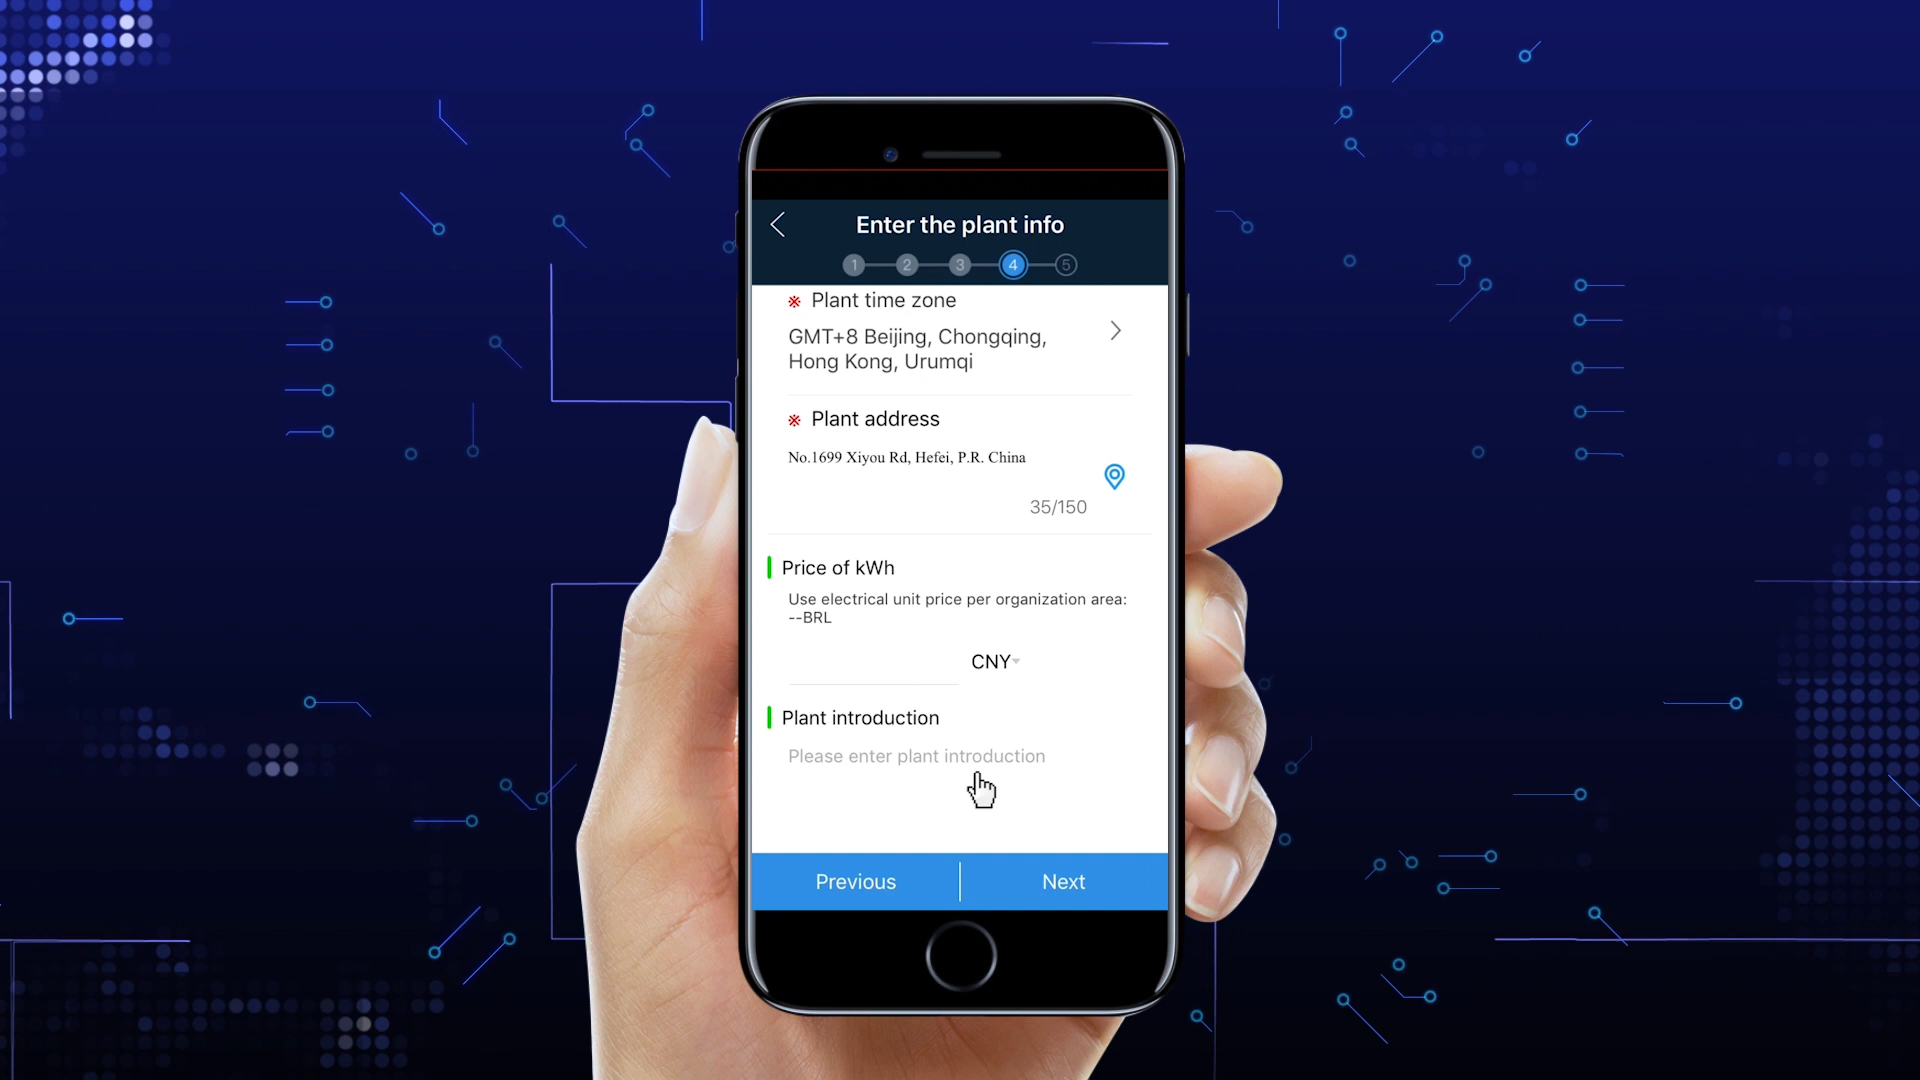 Enter the plant info
1 2 3 4 5
※ Plant time zone
GMT+8 Beijing, Chongqing,
Hong Kong, Urumqi
※ Plant address
No.1699 Xiyou Rd, Hefei, P.R. China
35/150
Price of kWh
Use electrical unit price per organization area:
--BRL
CNY
Plant introduction
Please enter plant introduction
Previous Next